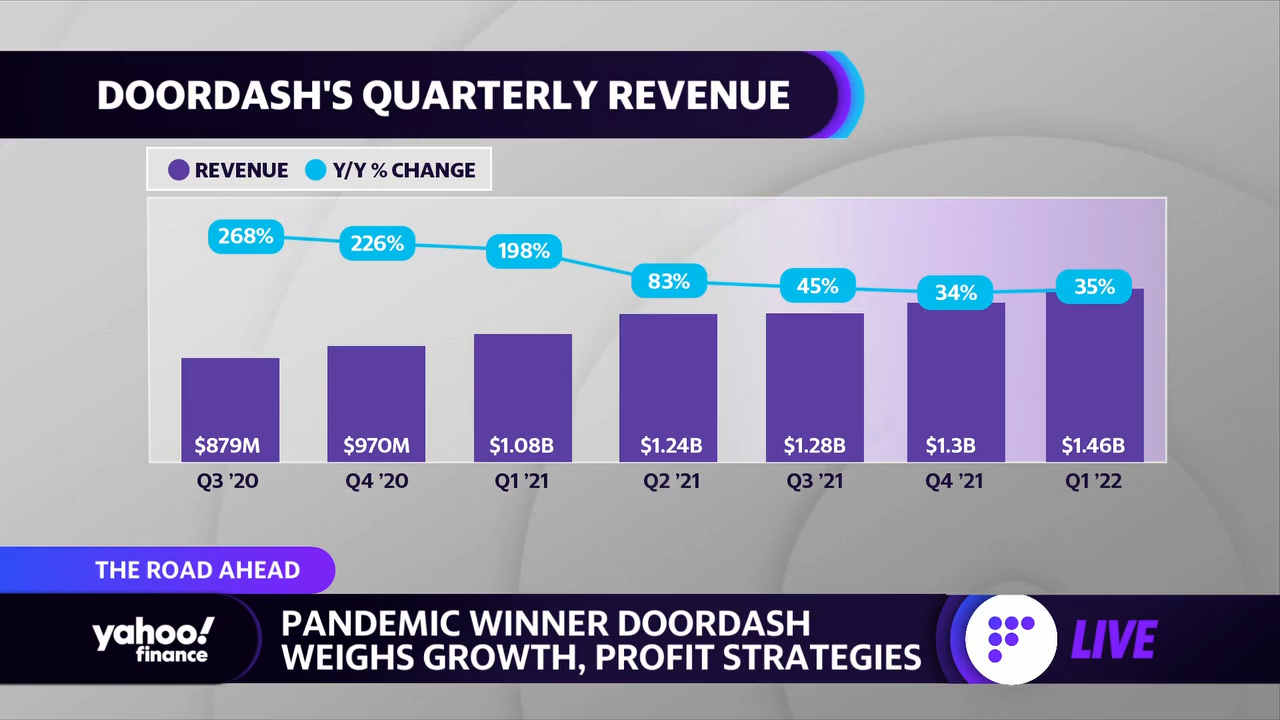 DOORDASH'S QUARTERLY REVENUE
REVENUE Y/Y % CHANGE
268% 226% 198% 83% 45% 34% 35%
$879M $970M $1.08B $1.24B $1.28B $1.3B $1.46B
Q3 ’20 Q4 ’20 Q1 ’21 Q2 ’21 Q3 ’21 Q4 ’21 Q1 ’22
THE ROAD AHEAD
yahoo!
finance
PANDEMIC WINNER DOORDASH
WEIGHS GROWTH, PROFIT STRATEGIES
LIVE